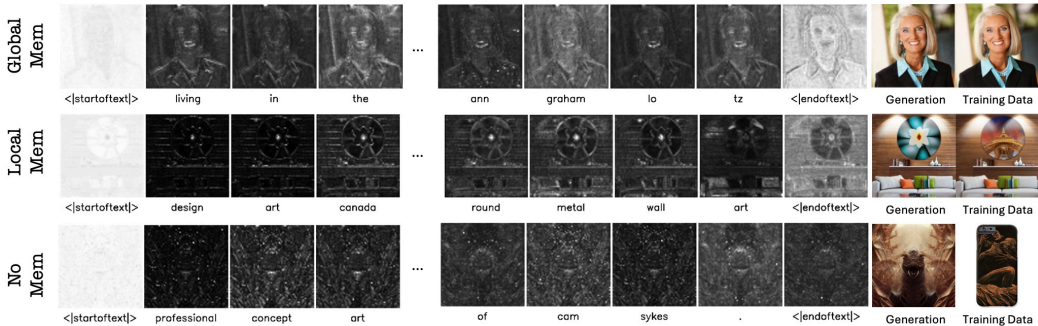 Global Mem
<|startoftext|> living in the ... ann graham lo tz <|endoftext|> Generation Training Data
Local Mem
<|startoftext|> design art canada ... round metal wall art <|endoftext|> Generation Training Data
No Mem
<|startoftext|> professional concept art ... of cam sykes . <|endoftext|> Generation Training Data